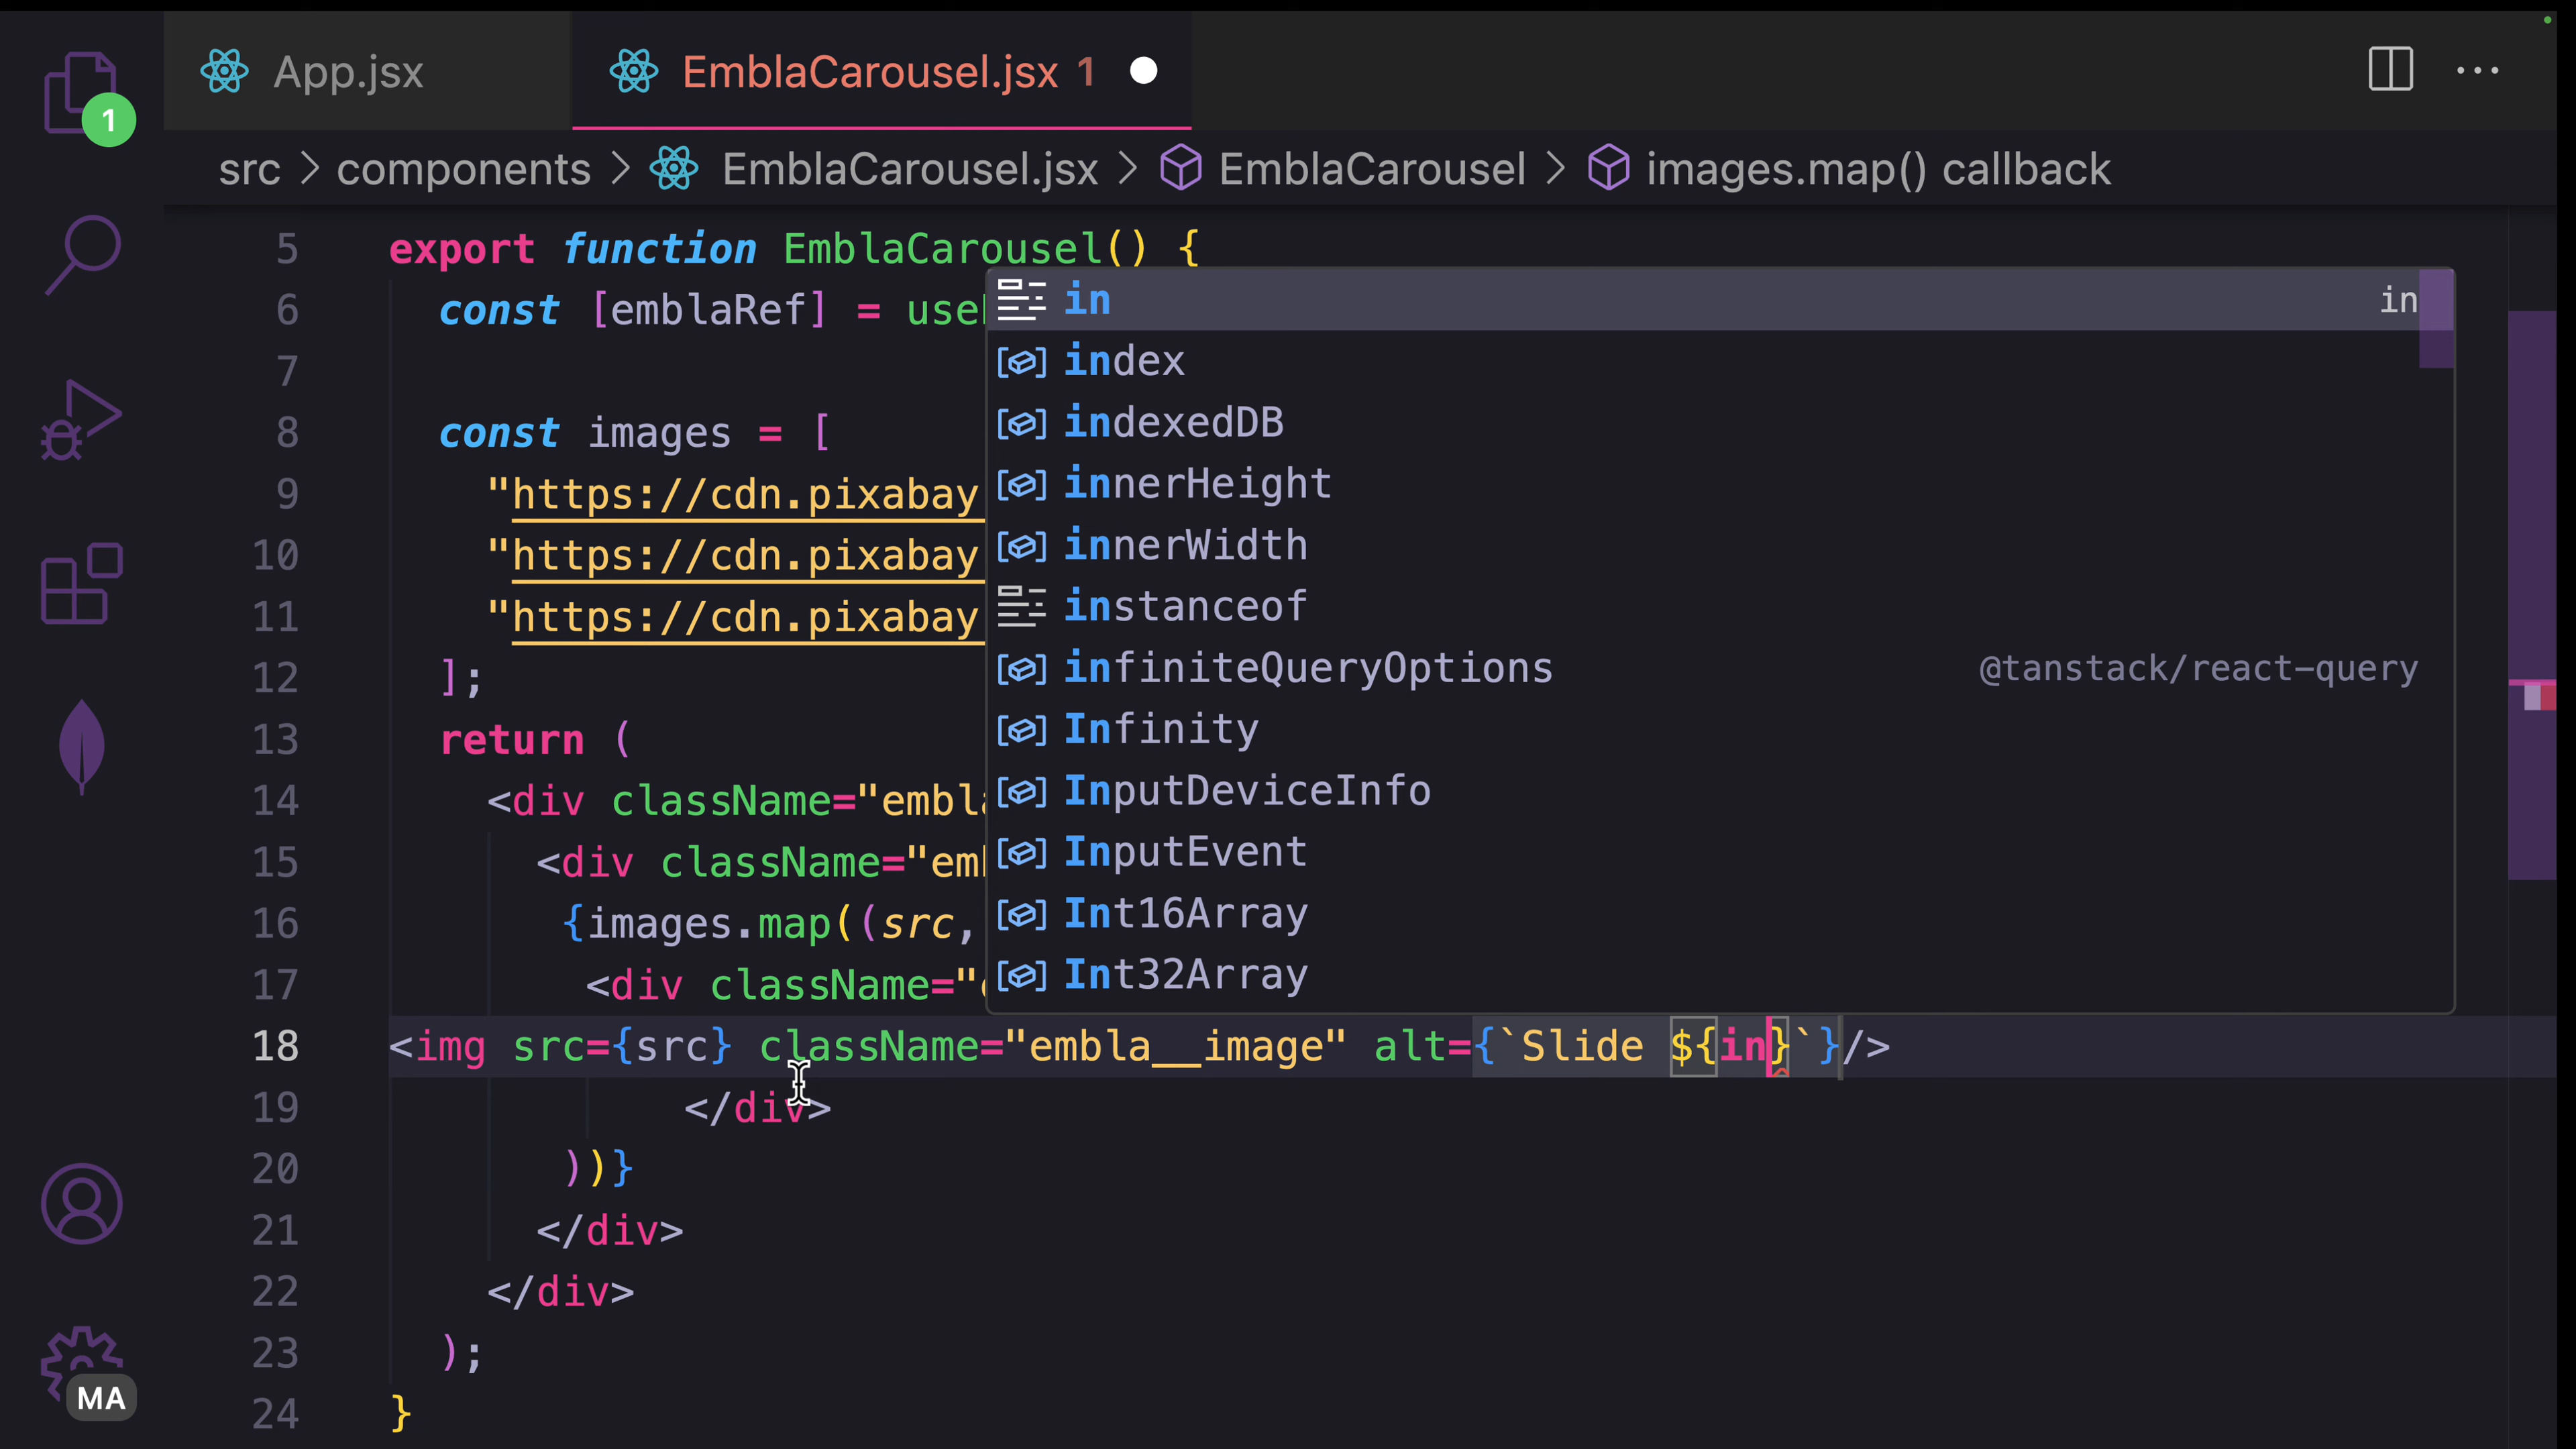 App.jsx
EmblaCarousel.jsx 1
1
src > components > EmblaCarousel.jsx > EmblaCarousel > images.map() callback
5 export function EmblaCarousel() {
6 const [emblaRef] = use
7
8 const images = [
9 "https://cdn.pixabay
10 "https://cdn.pixabay
11 "https://cdn.pixabay
12 ];
13 return (
14 <div className="embl
15 <div className="em
16 {images.map((src,
17 <div className="
18 <img src={src} className="embla__image" alt={`Slide ${in}`}/>
19 </div>
20 ))}
21 </div>
22 </div>
23 );
24 }
in in
index
indexedDB
innerHeight
innerWidth
instanceof
infiniteQueryOptions @tanstack/react-query
Infinity
InputDeviceInfo
InputEvent
Int16Array
Int32Array
MA